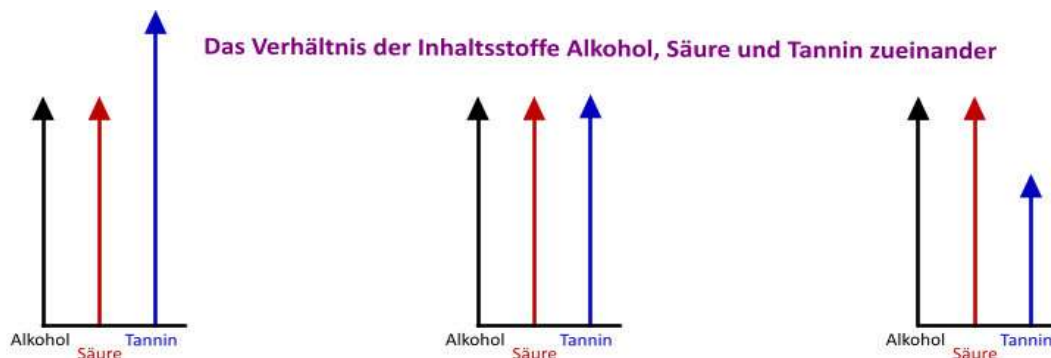 Das Verhältnis der Inhaltsstoffe Alkohol, Säure und Tannin zueinander
Alkohol
Säure
Tannin
Alkohol
Säure
Tannin
Alkohol
Säure
Tannin